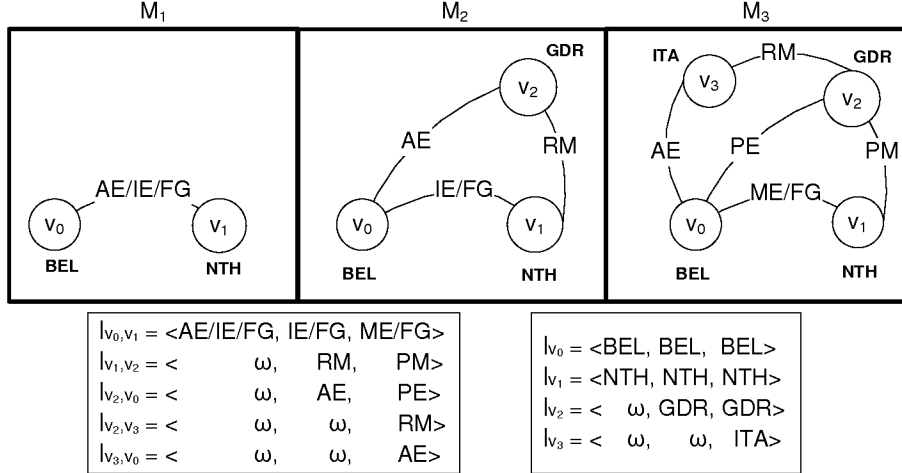 M1 M2 M3
GDR
ITA RM GDR
v3
v2 v2
AE RM AE PE PM
AE/IE/FG IE/FG ME/FG
v0 v1 v0 v1 v0 v1
BEL NTH BEL NTH BEL NTH
lv0,v1 = <AE/IE/FG, IE/FG, ME/FG>
lv1,v2 = < ω, RM, PM>
lv2,v0 = < ω, AE, PE>
lv2,v3 = < ω, ω, RM>
lv3,v0 = < ω, ω, AE>
lv0 = <BEL, BEL, BEL>
lv1 = <NTH, NTH, NTH>
lv2 = < ω, GDR, GDR>
lv3 = < ω, ω, ITA>